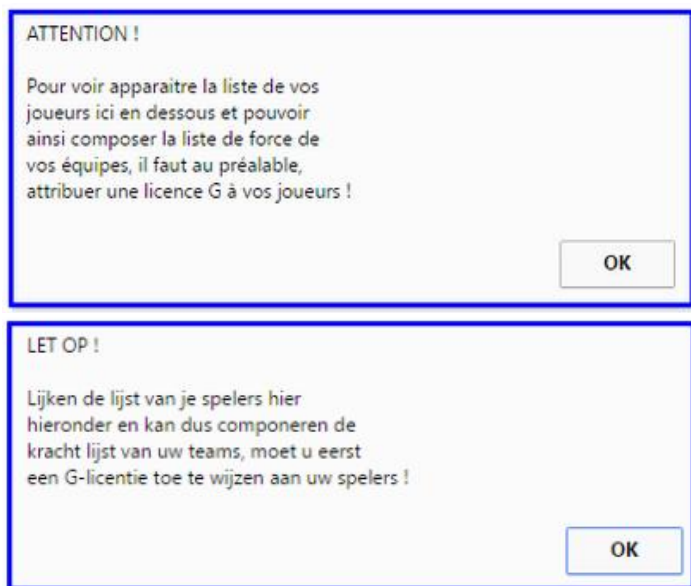 ATTENTION !
Pour voir apparaitre la liste de vos
joueurs ici en dessous et pouvoir
ainsi composer la liste de force de
vos équipes, il faut au préalable,
attribuer une licence G à vos joueurs !
OK
LET OP !
Lijken de lijst van je spelers hier
hieronder en kan dus componeren de
kracht lijst van uw teams, moet u eerst
een G-licentie toe te wijzen aan uw spelers !
OK